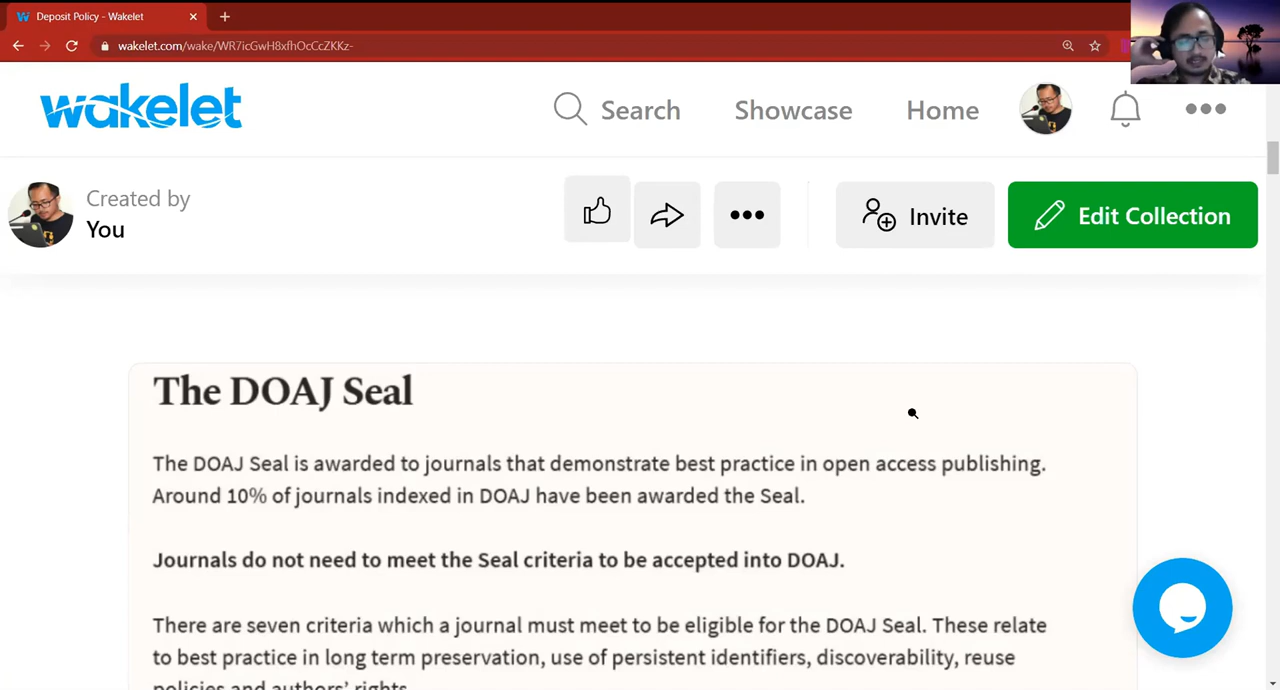 Deposit Policy - Wakelet
wakelet.com/wake/WR7icGwH8xfhOcCcZKKz-
wakelet
Search
Showcase
Home
Created by
You
Invite
Edit Collection
The DOAJ Seal
The DOAJ Seal is awarded to journals that demonstrate best practice in open access publishing.
Around 10% of journals indexed in DOAJ have been awarded the Seal.
Journals do not need to meet the Seal criteria to be accepted into DOAJ.
There are seven criteria which a journal must meet to be eligible for the DOAJ Seal. These relate
to best practice in long term preservation, use of persistent identifiers, discoverability, reuse
policies and authors' rights.